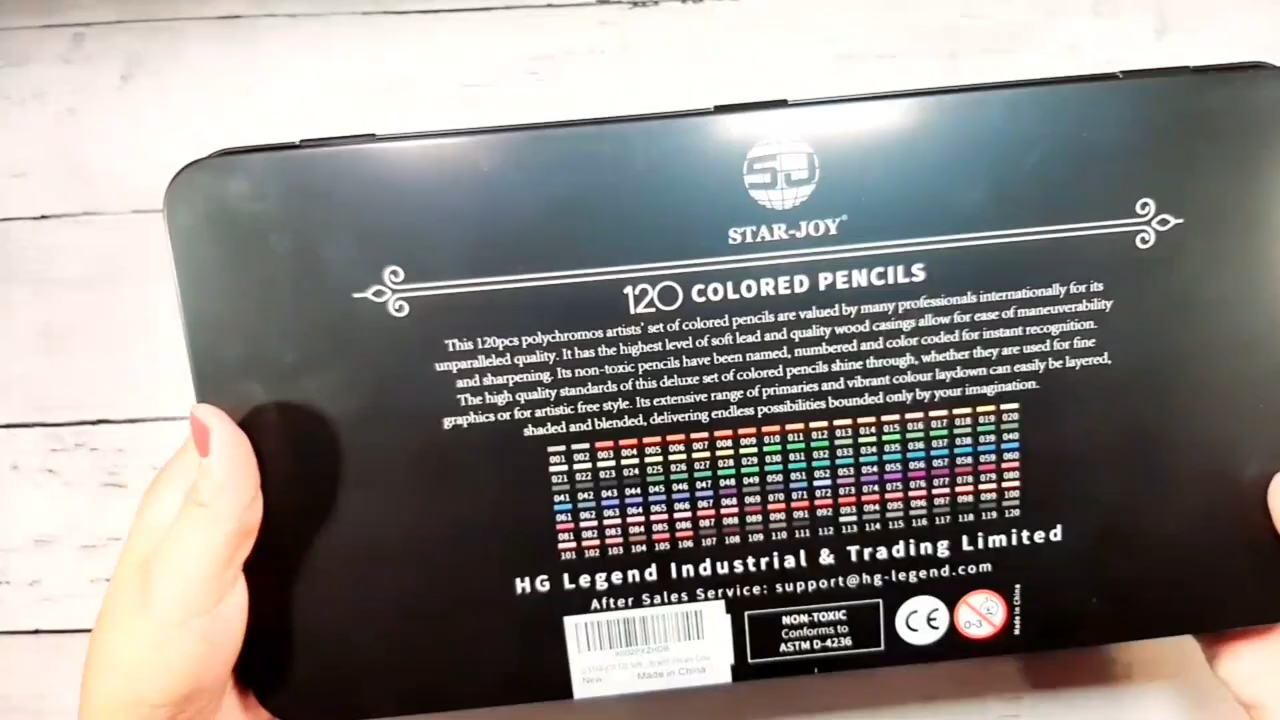 SJ
STAR-JOY®
120 COLORED PENCILS
This 120pcs polychromos artists' set of colored pencils are valued by many professionals internationally for its
unparalleled quality. It has the highest level of soft lead and quality wood casings allow for ease of maneuverability
and sharpening. Its non-toxic pencils have been named, numbered and color coded for instant recognition.
The high quality standards of this deluxe set of colored pencils shine through, whether they are used for fine
graphics or for artistic free style. Its extensive range of primaries and vibrant colour laydown can easily be layered,
shaded and blended, delivering endless possibilities bounded only by your imagination.
001 002 003 004 005 006 007 008 009 010 011 012 013 014 015 016 017 018 019 020
021 022 023 024 025 026 027 028 029 030 031 032 033 034 035 036 037 038 039 040
041 042 043 044 045 046 047 048 049 050 051 052 053 054 055 056 057 058 059 060
061 062 063 064 065 066 067 068 069 070 071 072 073 074 075 076 077 078 079 080
081 082 083 084 085 086 087 088 089 090 091 092 093 094 095 096 097 098 099 100
101 102 103 104 105 106 107 108 109 110 111 112 113 114 115 116 117 118 119 120
HG Legend Industrial & Trading Limited
After Sales Service: support@hg-legend.com
New
Made in China
NON-TOXIC
Conforms to
ASTM D-4236
CE
0-3
Made in China